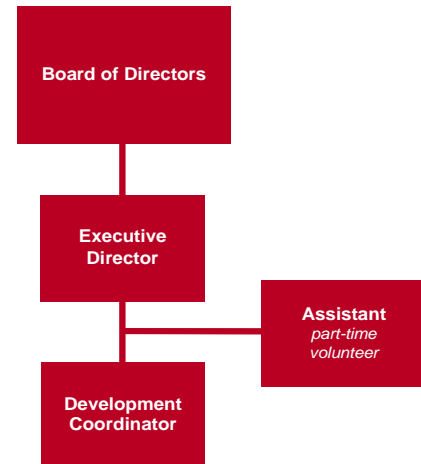 Board of Directors
Executive
Director
Assistant
part-time
volunteer
Development
Coordinator